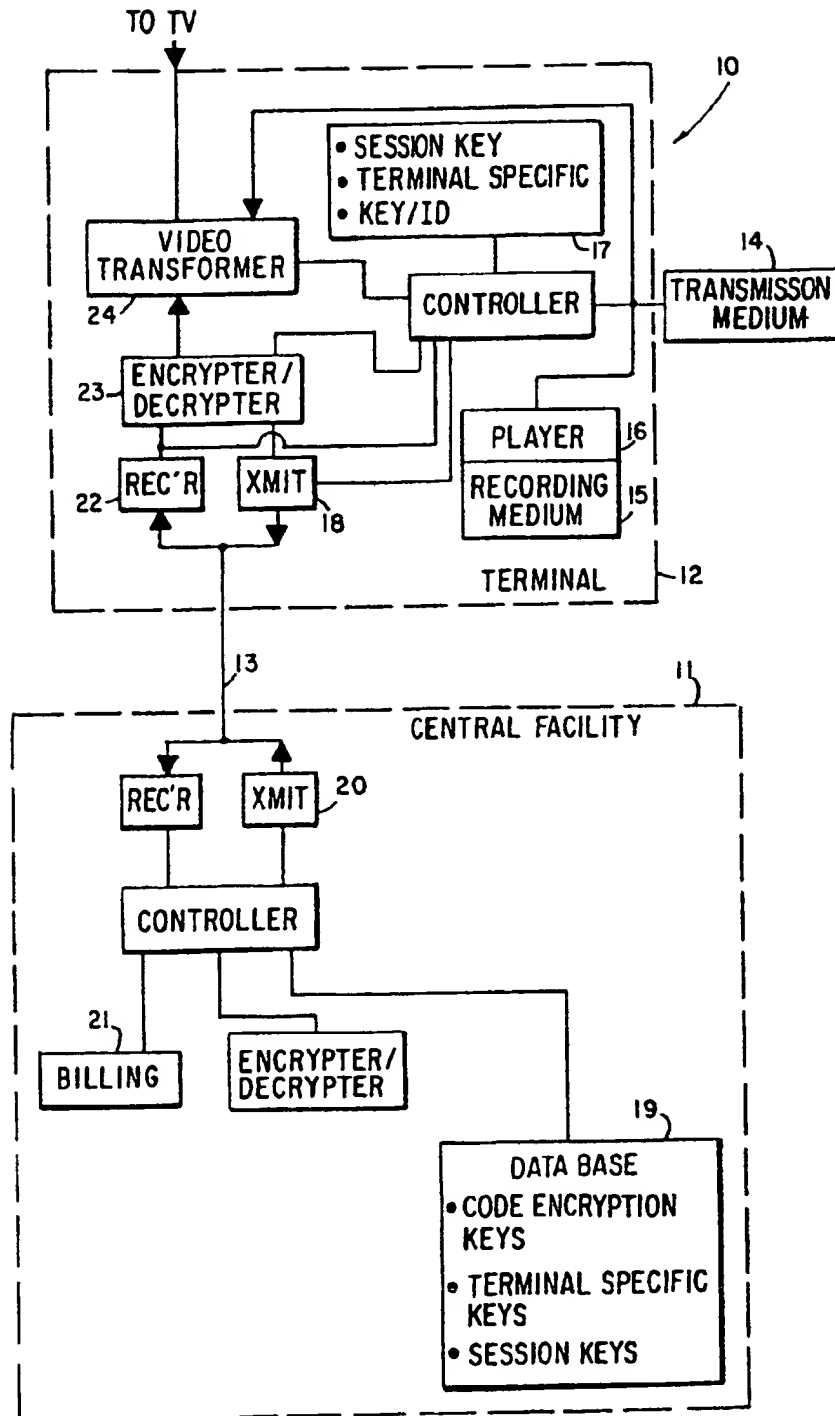 TO TV
10
• SESSION KEY
• TERMINAL SPECIFIC
• KEY/ID
17
VIDEO
TRANSFORMER
24
CONTROLLER
14
TRANSMISSON
MEDIUM
23
ENCRYPTER/
DECRYPTER
PLAYER
16
RECORDING
MEDIUM
15
REC'R
22
XMIT
18
TERMINAL
12
13
11
CENTRAL FACILITY
REC'R
XMIT
20
CONTROLLER
21
BILLING
ENCRYPTER/
DECRYPTER
19
DATA BASE
• CODE ENCRYPTION
KEYS
• TERMINAL SPECIFIC
KEYS
• SESSION KEYS